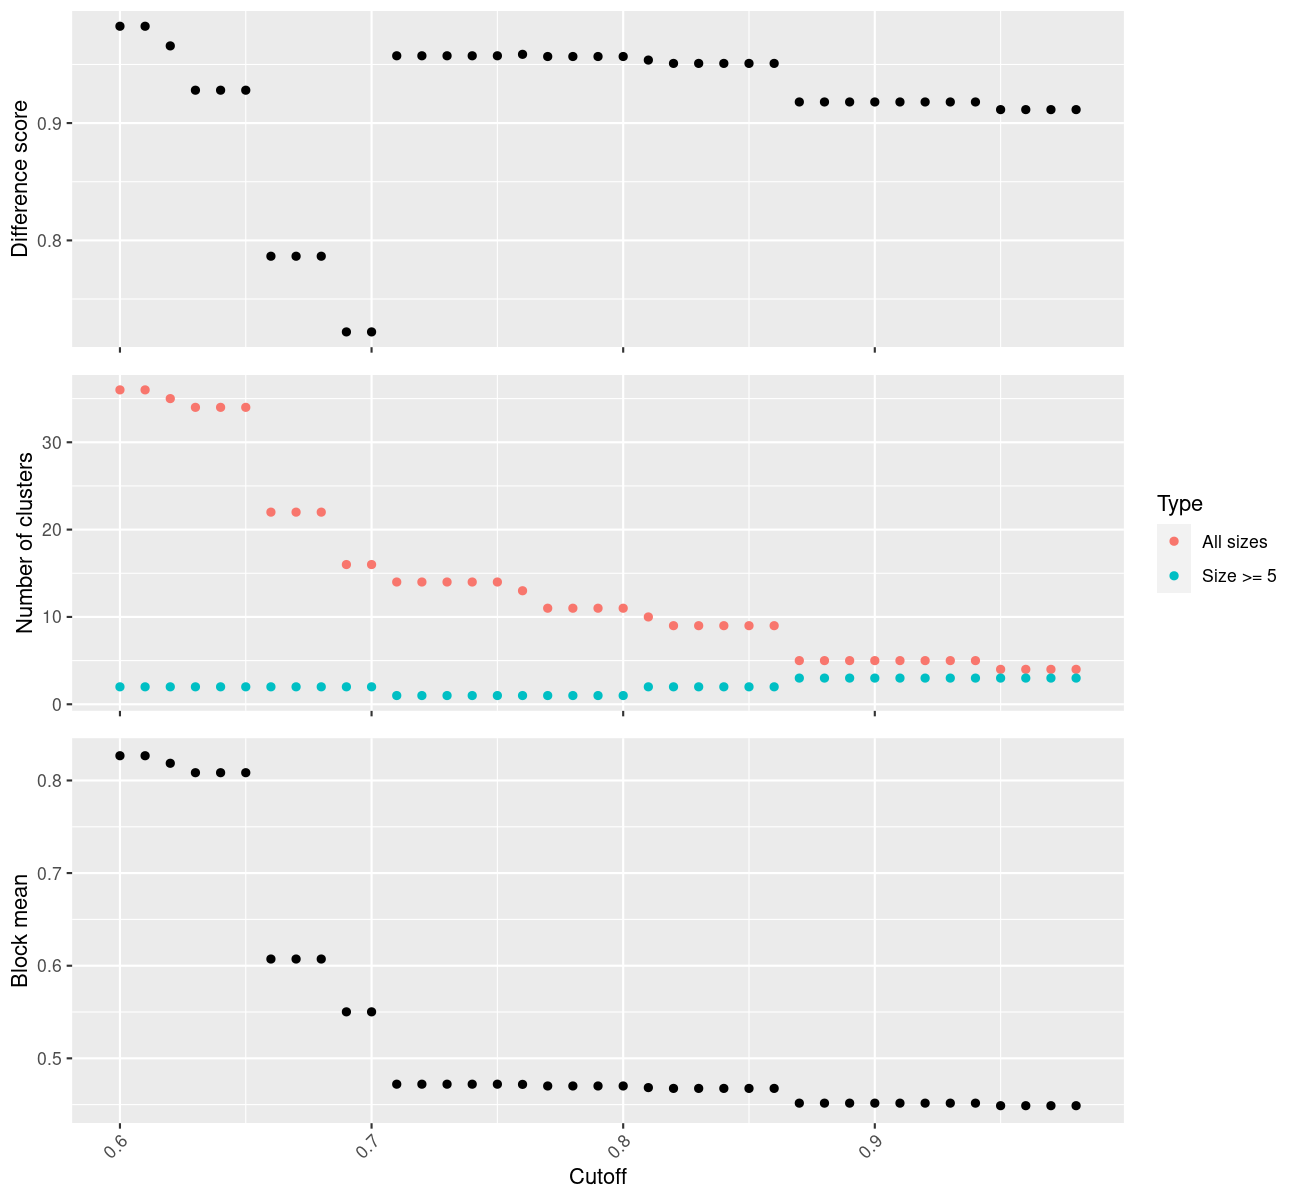 Difference score
0.9
0.8
Number of clusters
30
20
10
0
Type
All sizes
Size >= 5
Block mean
0.8
0.7
0.6
0.5
0.6
0.7
0.8
0.9
Cutoff